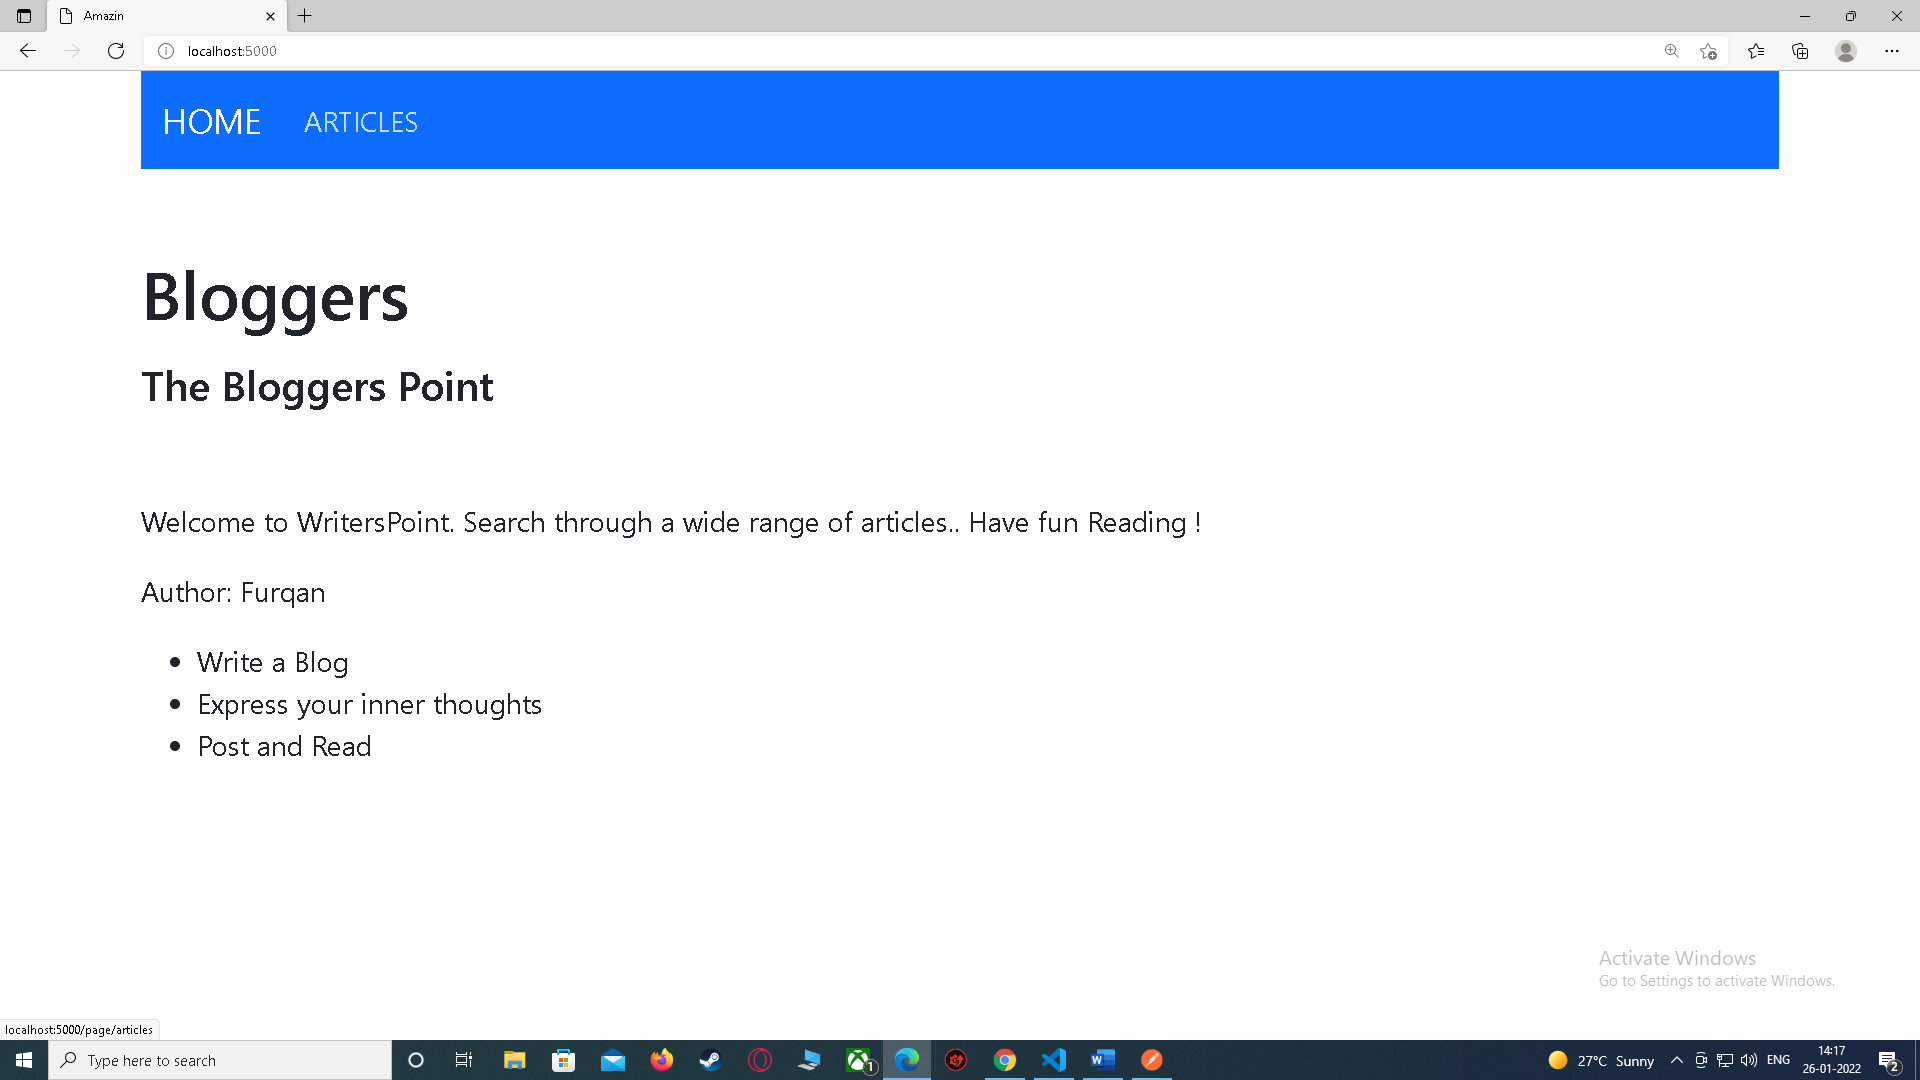 Amazin
localhost:5000
HOME ARTICLES
Bloggers
The Bloggers Point
Welcome to WritersPoint. Search through a wide range of articles.. Have fun Reading !
Author: Furqan
Write a Blog
Express your inner thoughts
Post and Read
Activate Windows
Go to Settings to activate Windows.
localhost:5000/page/articles
Type here to search
1
27°C Sunny
ENG
14:17
26-01-2022
2